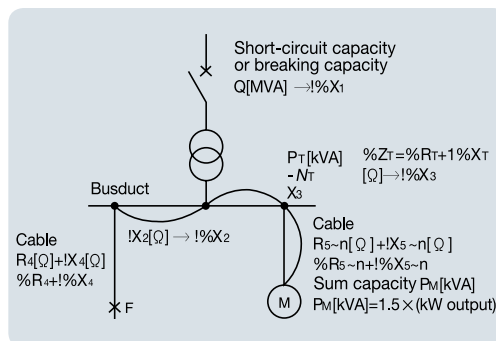 Short-circuit capacity
or breaking capacity
Q[MVA] →!%X1
PT[kVA]
-NT
X3
%ZT=%RT+1%XT
[Ω]→!%X3
Busduct
!X2[Ω] → !%X2
Cable
R4[Ω]+!X4[Ω]
%R4+!%X4
F
Cable
R5~n[Ω]+!X5~n[Ω]
%R5~n+!%X5~n
Sum capacity PM[kVA]
PM[kVA]=1.5×(kW output)
M